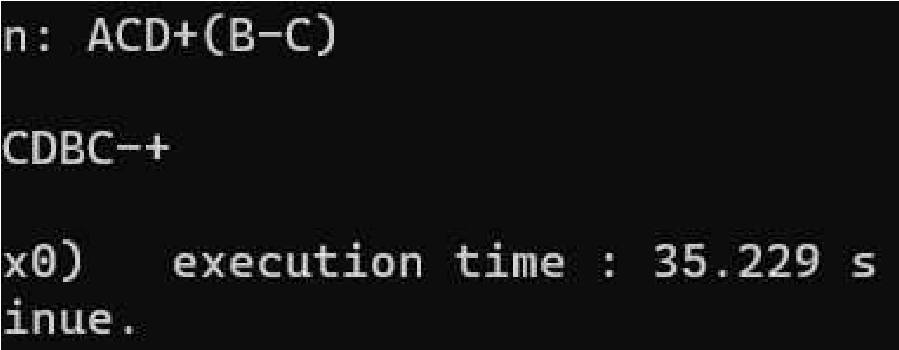 n: ACD+(B-C)
CDBC-+
x0)   execution time : 35.229 s
inue.